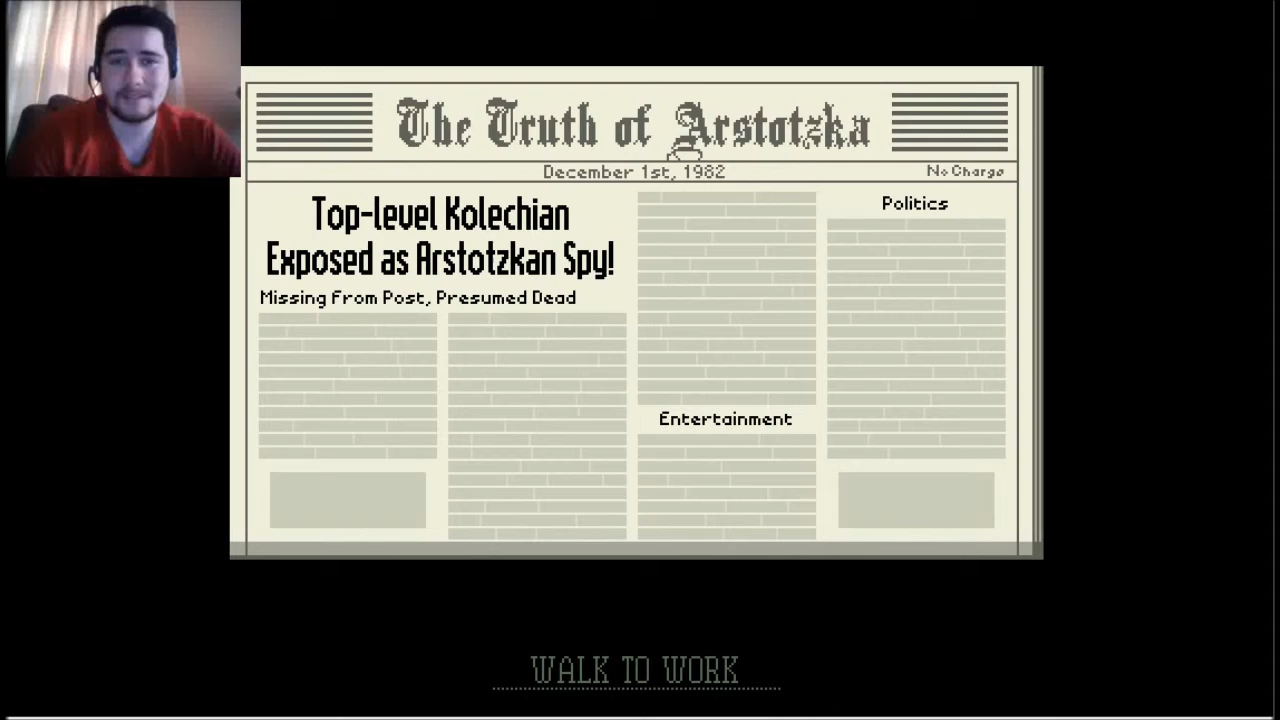 The Truth of Arstotzka
December 1st, 1982
No Charge
Top-level Kolechian
Exposed as Arstotzkan Spy!
Missing From Post, Presumed Dead
Entertainment
Politics
WALK TO WORK